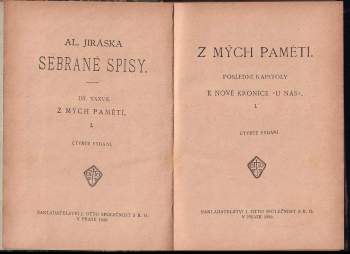 AL. JIRÁSKA
SEBRANÉ SPISY.
DÍL XXXVII.
Z MÝCH PAMĚTÍ.
I.
ČTVRTÉ VYDÁNÍ.
NAKLADATELSTVÍ J. OTTO SPOLEČNOST S R. O.
V PRAZE
Z MÝCH PAMĚTÍ.
POSLEDNÍ KAPITOLY
K NOVÉ KRONICE »U NÁS«.
I.
ČTVRTÉ VYDÁNÍ.
NAKLADATELSTVÍ J. OTTO SPOLEČNOST S R. O.
V PRAZE